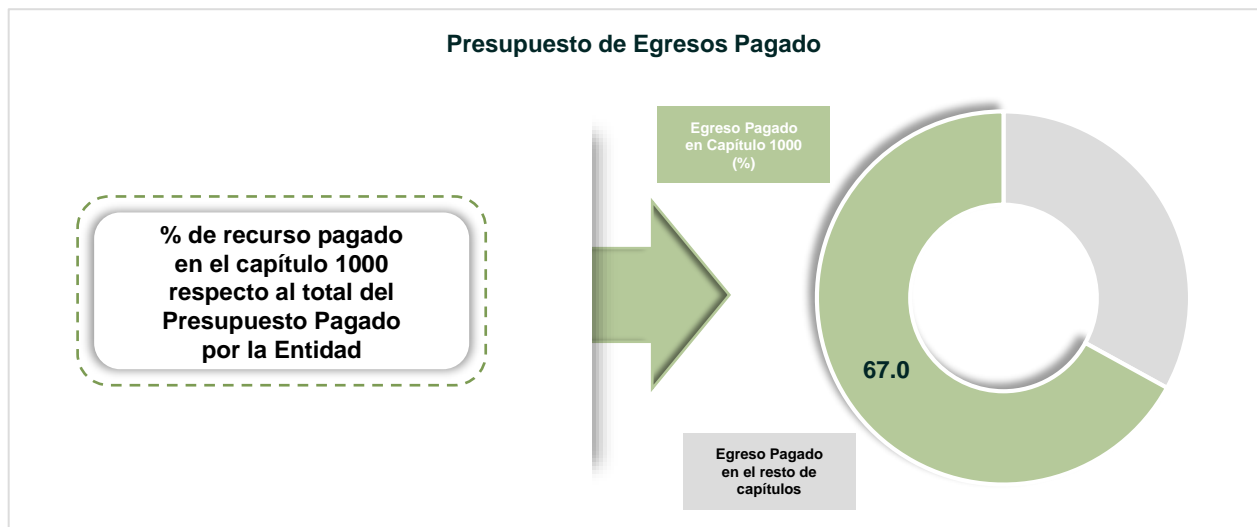 Presupuesto de Egresos Pagado
Egreso Pagado
en Capítulo 1000
(%)
% de recurso pagado
en el capítulo 1000
respecto al total del
Presupuesto Pagado
por la Entidad
67.0
Egreso Pagado
en el resto de
capítulos